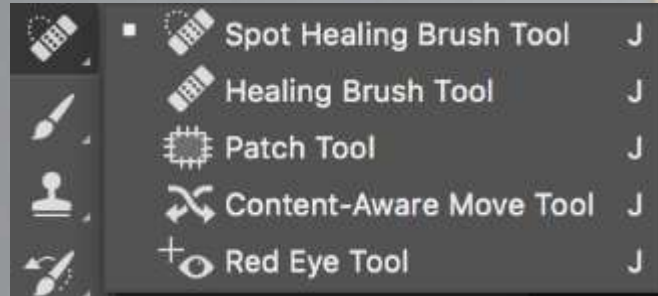 Spot Healing Brush Tool J
Healing Brush Tool J
Patch Tool J
Content-Aware Move Tool J
Red Eye Tool J